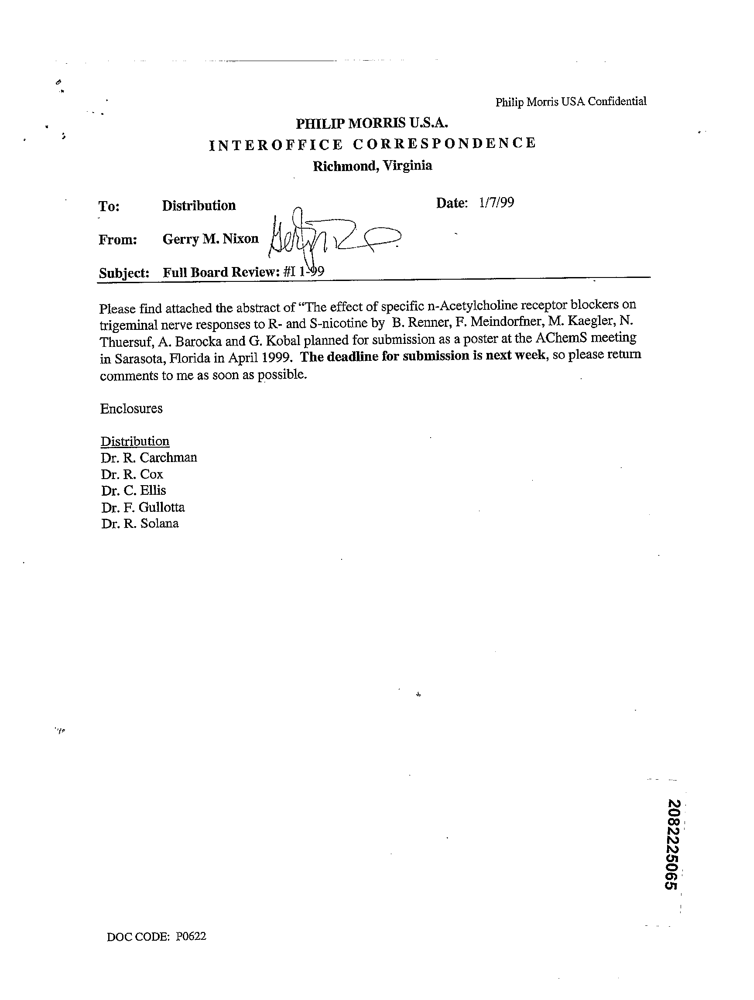 Philip Morris USA Confidential
PHILIP MORRIS U.S.A.
INTEROFFICE CORRESPONDENCE
Richmond, Virginia
To: Distribution Date: 1/7/99
From: Gerry M. Nixon
Subject: Full Board Review: #I 1-99
Please find attached the abstract of "The effect of specific n-Acetylcholine receptor blockers on
trigeminal nerve responses to R- and S-nicotine by B. Renner, F. Meindorfner, M. Kaegler, N.
Thuersuf, A. Barocka and G. Kobal planned for submission as a poster at the AChemS meeting
in Sarasota, Florida in April 1999. The deadline for submission is next week, so please return
comments to me as soon as possible.
Enclosures
Distribution
Dr. R. Carchman
Dr. R. Cox
Dr. C. Ellis
Dr. F. Gullotta
Dr. R. Solana
2082225065
DOC CODE: P0622